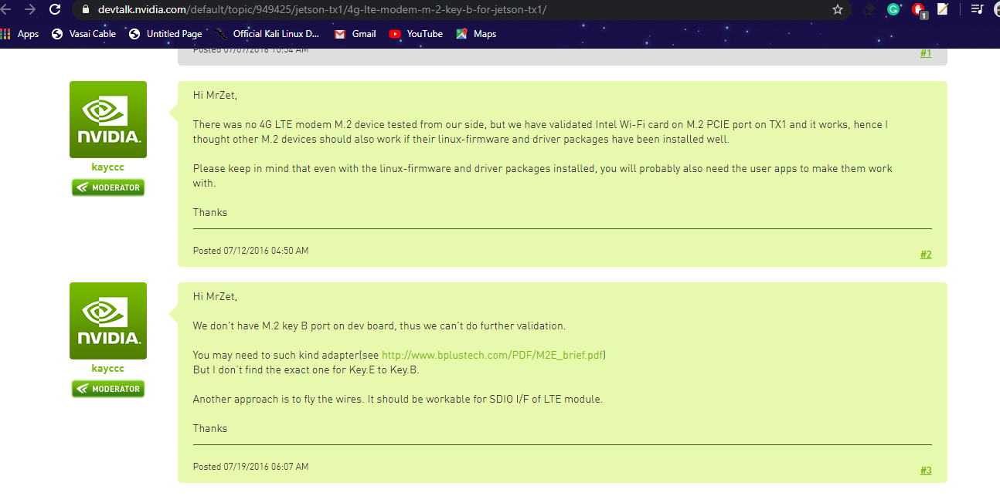 devtalk.nvidia.com/default/topic/949425/jetson-tx1/4g-lte-modem-m-2-key-b-for-jetson-tx1/
1
Apps Vasai Cable Untitled Page Official Kali Linux D... Gmail YouTube Maps
Posted 07/07/2016 10:54 AM
#1
Hi MrZet,
There was no 4G LTE modem M.2 device tested from our side, but we have validated Intel Wi-Fi card on M.2 PCIE port on TX1 and it works, hence I
thought other M.2 devices should also work if their linux-firmware and driver packages have been installed well.
Please keep in mind that even with the linux-firmware and driver packages installed, you will probably also need the user apps to make them work
with.
Thanks
NVIDIA.
kayccc
MODERATOR
Posted 07/12/2016 04:50 AM
#2
Hi MrZet,
We don't have M.2 key B port on dev board, thus we can't do further validation.
You may need to such kind adapter(see http://www.bplustech.com/PDF/M2E_brief.pdf)
But I don't find the exact one for Key.E to Key.B.
Another approach is to fly the wires. It should be workable for SDIO I/F of LTE module.
Thanks
NVIDIA.
kayccc
MODERATOR
Posted 07/19/2016 06:07 AM
#3